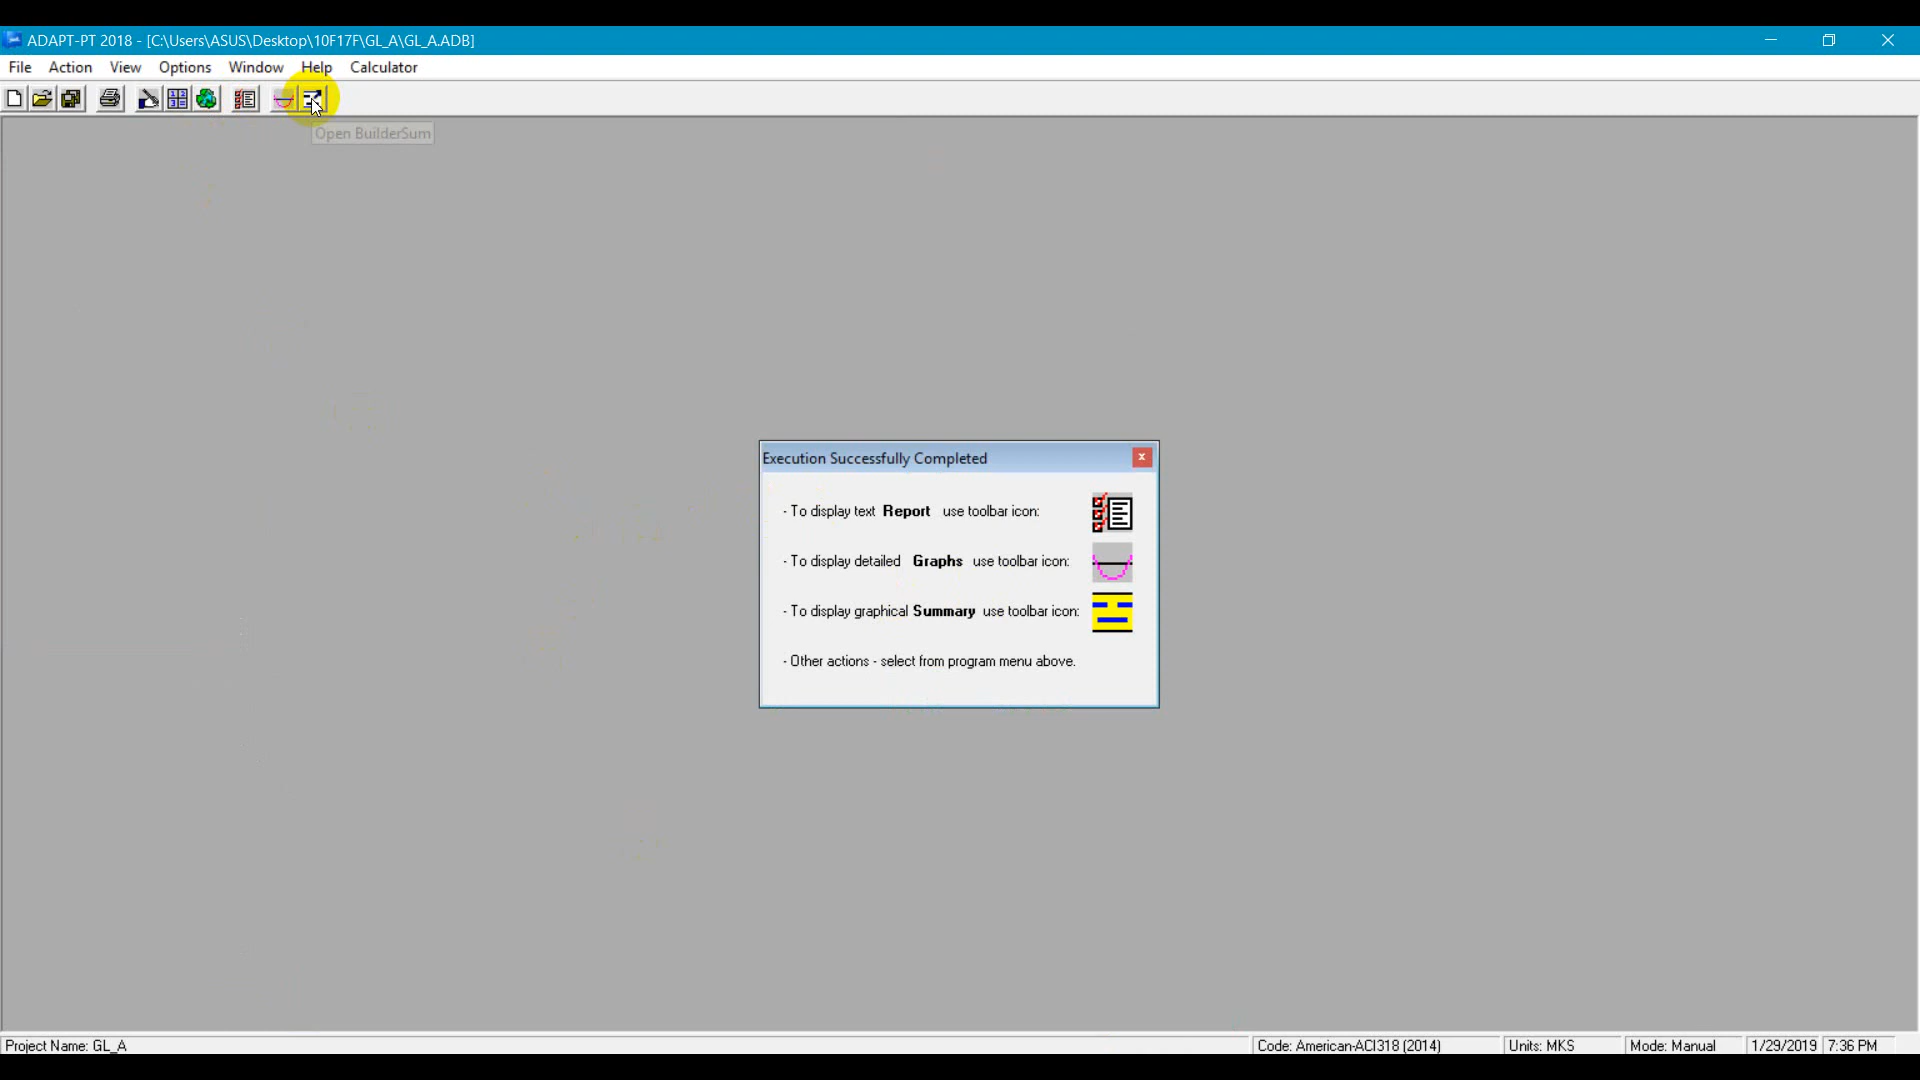 ADAPT-PT 2018 - [C:\Users\ASUS\Desktop\10F17F\GL_A\GL_A.ADB]
File Action View Options Window Help Calculator
Open BuilderSum
Execution Successfully Completed
- To display text Report use toolbar icon:
- To display detailed Graphs use toolbar icon:
- To display graphical Summary use toolbar icon:
- Other actions - select from program menu above.
Project Name: GL_A Code: American-ACI318 (2014) Units: MKS Mode: Manual 1/29/2019 7:36 PM